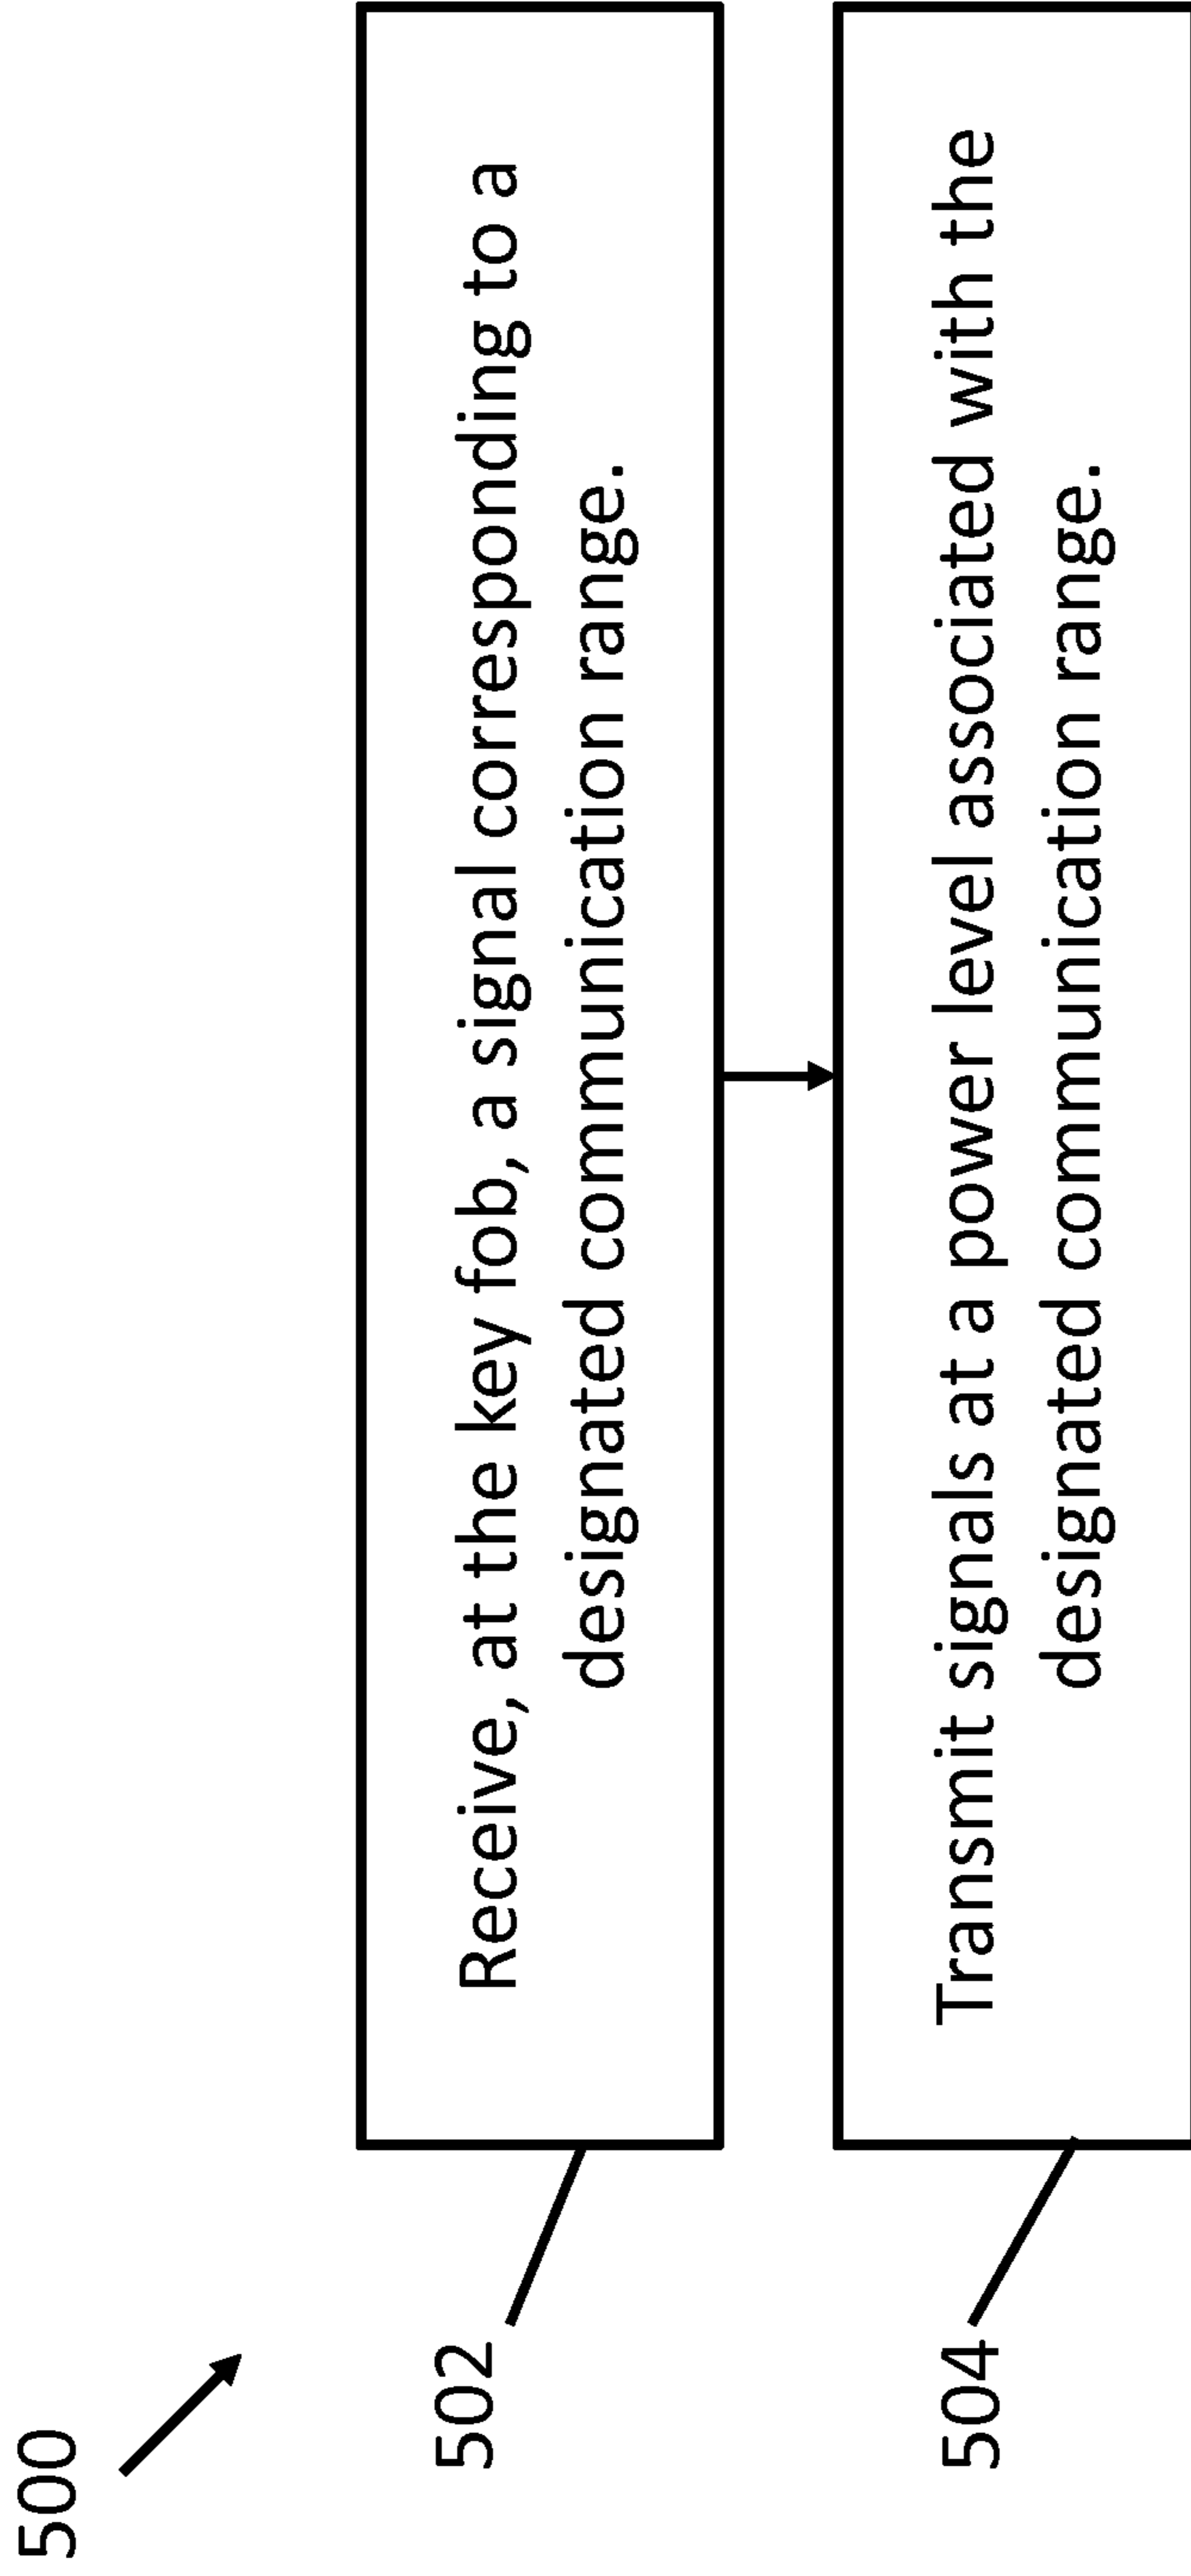 500
502
Receive, at the key fob, a signal corresponding to a
designated communication range.
504
Transmit signals at a power level associated with the
designated communication range.